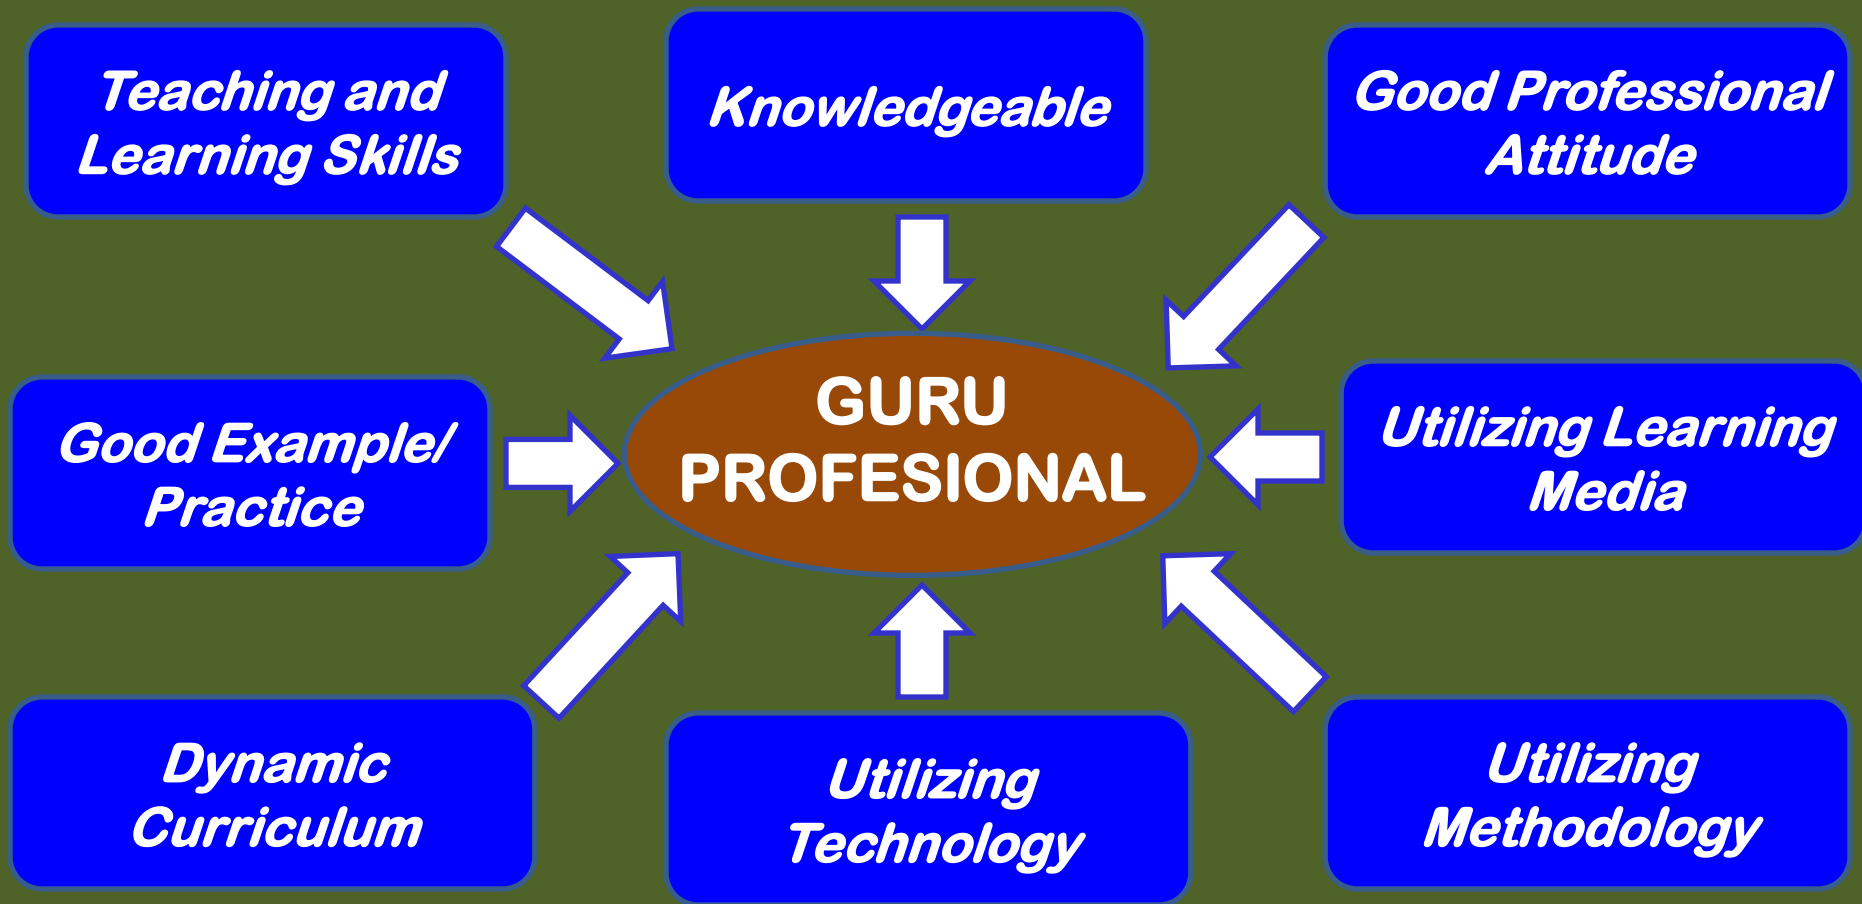 Teaching and
Learning Skills
Knowledgeable
Good Professional
Attitude
Good Example/
Practice
GURU
PROFESIONAL
Utilizing Learning
Media
Dynamic
Curriculum
Utilizing
Technology
Utilizing
Methodology